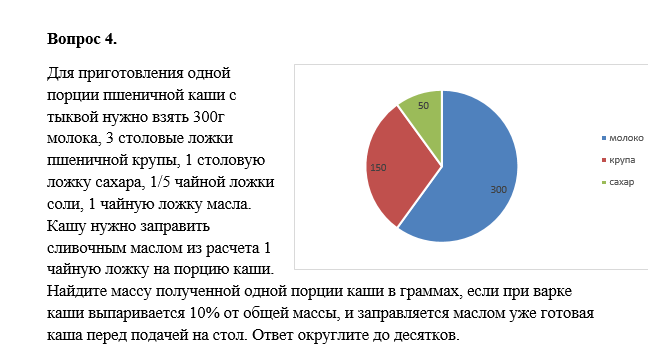 Вопрос 4.
Для приготовления одной
порции пшеничной каши с
тыквой нужно взять 300г
молока, 3 столовые ложки
пшеничной крупы, 1 столовую
ложку сахара, 1/5 чайной ложки
соли, 1 чайную ложку масла.
Кашу нужно заправить
сливочным маслом из расчета 1
чайную ложку на порцию каши.
Найдите массу полученной одной порции каши в граммах, если при варке
каши выпаривается 10% от общей массы, и заправляется маслом уже готовая
каша перед подачей на стол. Ответ округлите до десятков.
50
150
300
молоко
крупа
сахар